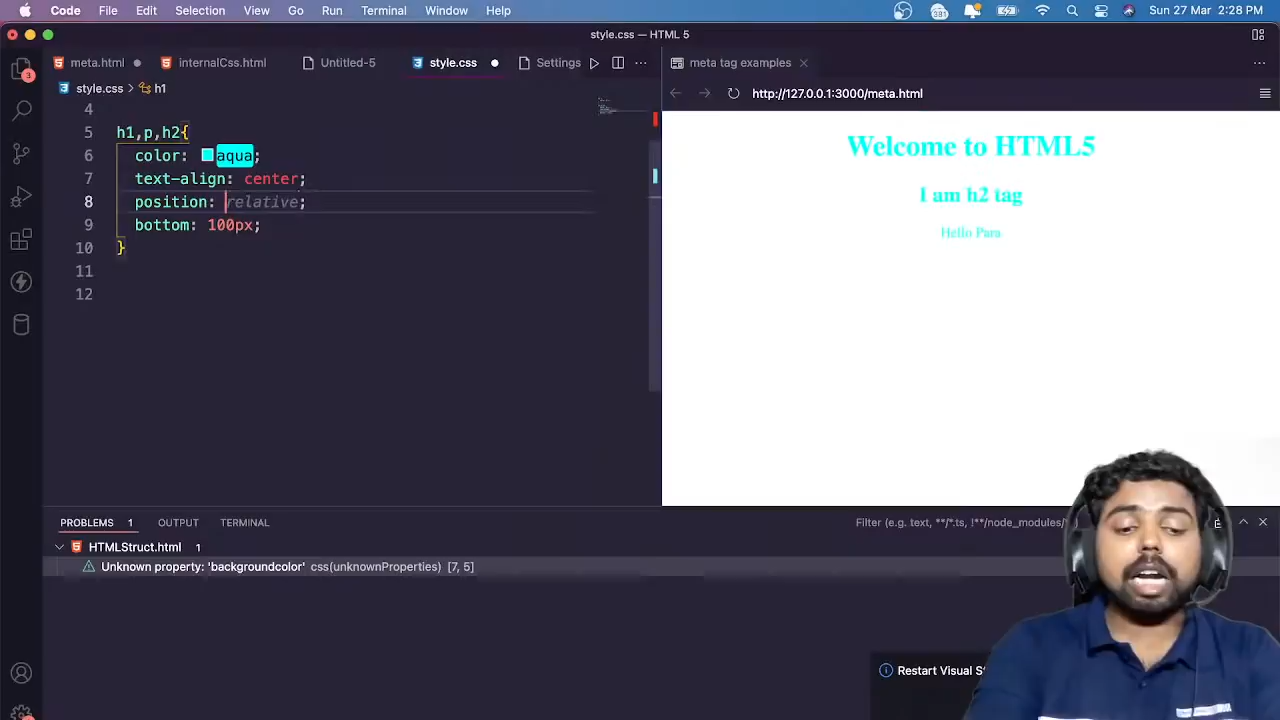 Code File Edit Selection View Go Run Terminal Window Help
381
Sun 27 Mar 2:28 PM
style.css — HTML 5
meta.html
internalCss.html
Untitled-5
style.css
Settings
meta tag examples
style.css > h1
http://127.0.0.1:3000/meta.html
3
4
5 h1,p,h2{
6 color: aqua;
7 text-align: center;
8 position: relative;
9 bottom: 100px;
10 }
11
12
Welcome to HTML5
I am h2 tag
Hello Para
PROBLEMS 1 OUTPUT TERMINAL
Filter (e.g. text, **/*.ts, !**/node_modules/
HTMLStruct.html 1
Unknown property: 'backgroundcolor' css(unknownProperties) [7, 5]
Restart Visual S